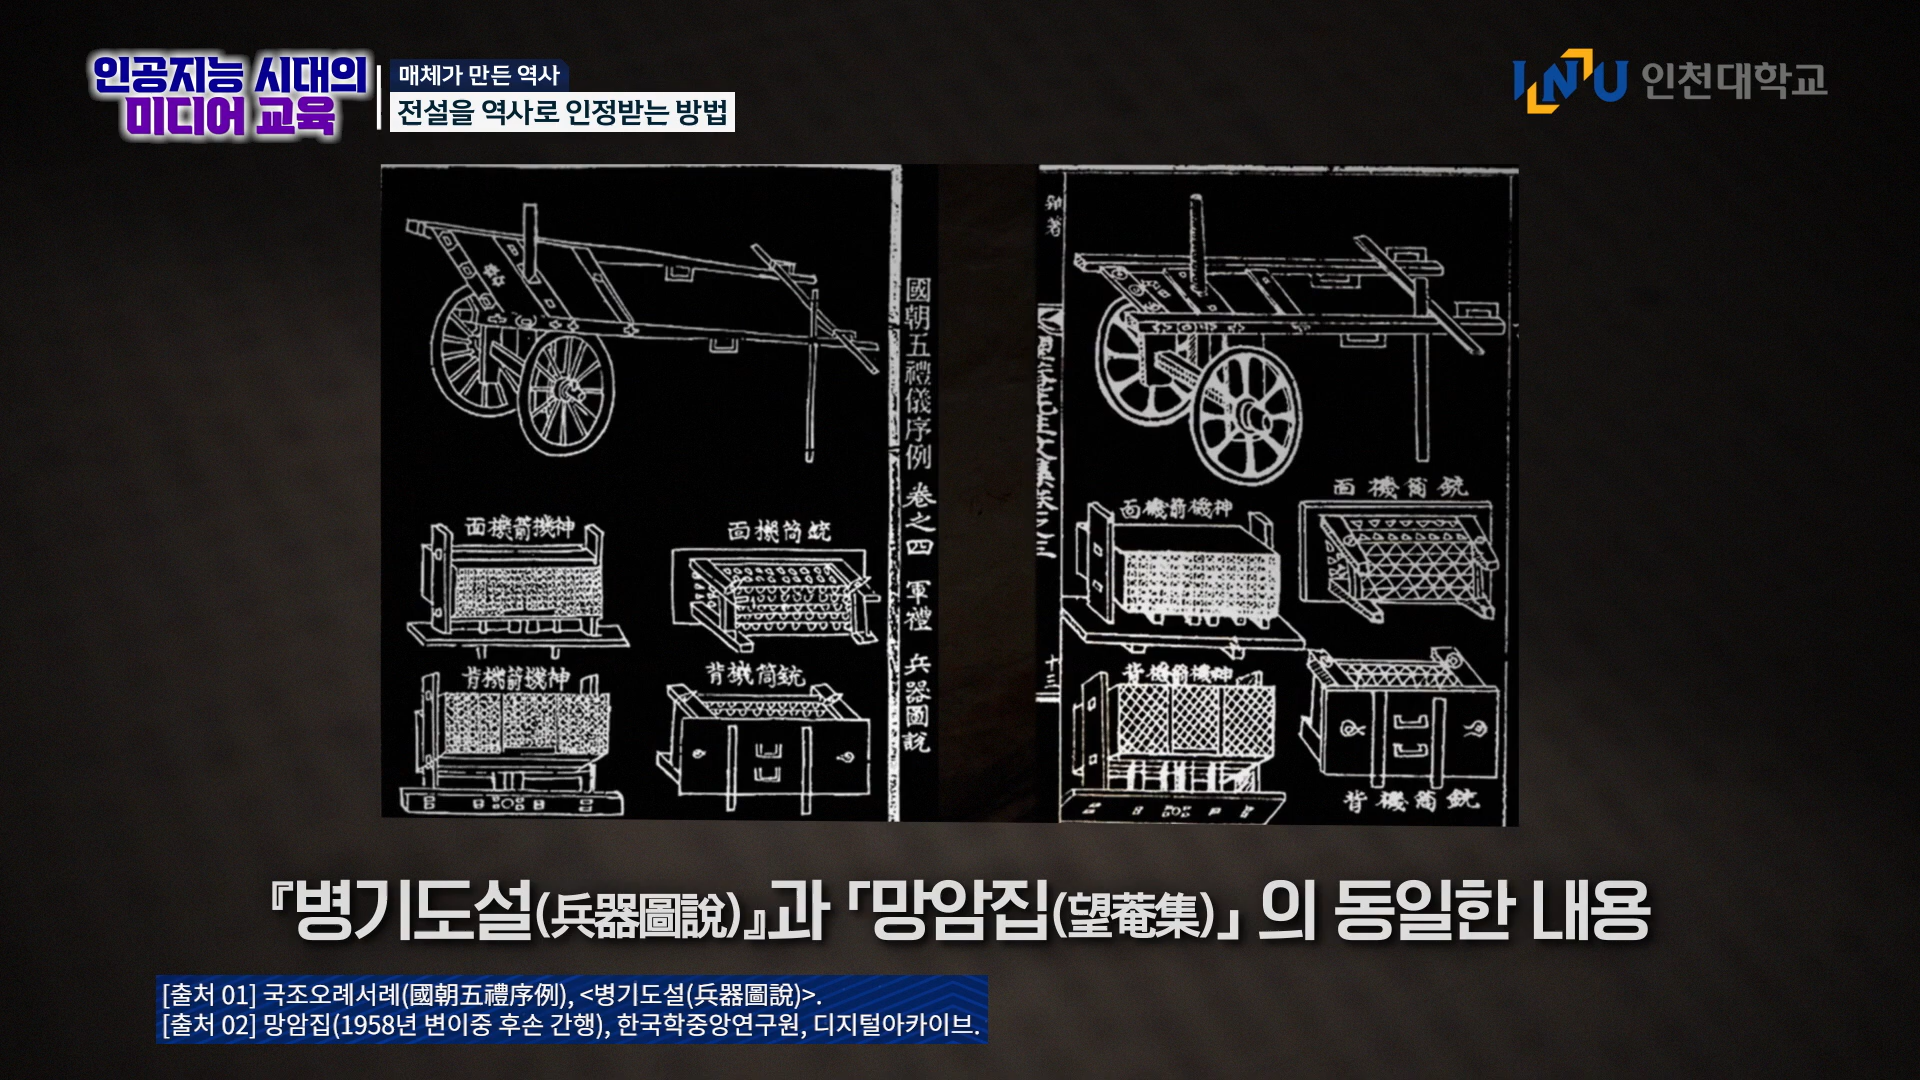 인공지능 시대의
미디어 교육
매체가 만든 역사
전설을 역사로 인정받는 방법
INU 인천대학교
國朝五禮儀序例 卷之四 軍禮 兵器圖說
面機箭機神
面機筒銃
背機箭機神
背機筒銃
十三
面機箭機神
面機筒銃
背機箭機神
背機筒銃
『병기도설(兵器圖說)』과 「망암집(望菴集)」 의 동일한 내용
[출처 01] 국조오례서례(國朝五禮序例), <병기도설(兵器圖說)>.
[출처 02] 망암집(1958년 변이중 후손 간행), 한국학중앙연구원, 디지털아카이브.